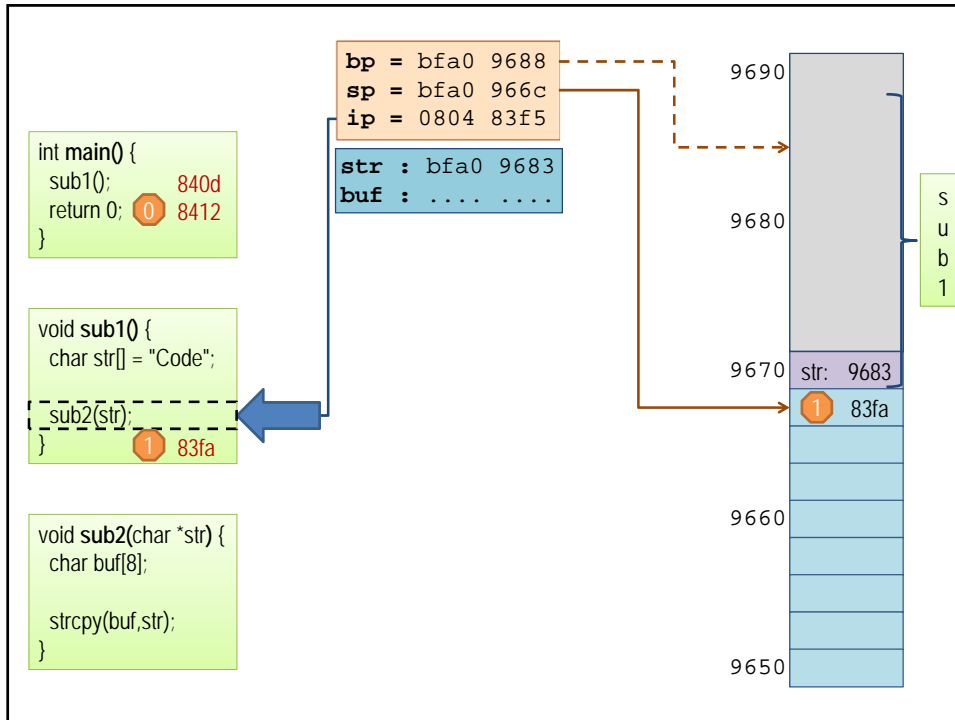 bp = bfa0 9688
sp = bfa0 966c
ip = 0804 83f5
str : bfa0 9683
buf : .... ....
int main() {
sub1(); 840d
return 0; 0 8412
}
void sub1() {
char str[] = "Code";
sub2(str);
} 1 83fa
void sub2(char *str) {
char buf[8];
strcpy(buf,str);
}
9690
9680
9670 str: 9683
1 83fa
9660
9650
s
u
b
1